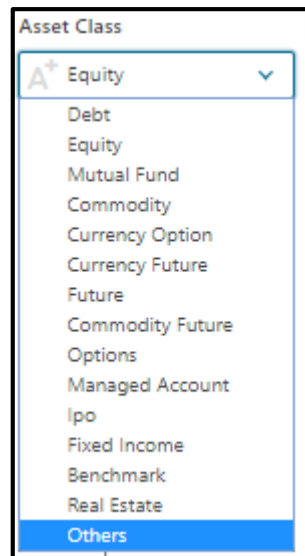 Asset Class
A+ Equity
Debt
Equity
Mutual Fund
Commodity
Currency Option
Currency Future
Future
Commodity Future
Options
Managed Account
Ipo
Fixed Income
Benchmark
Real Estate
Others